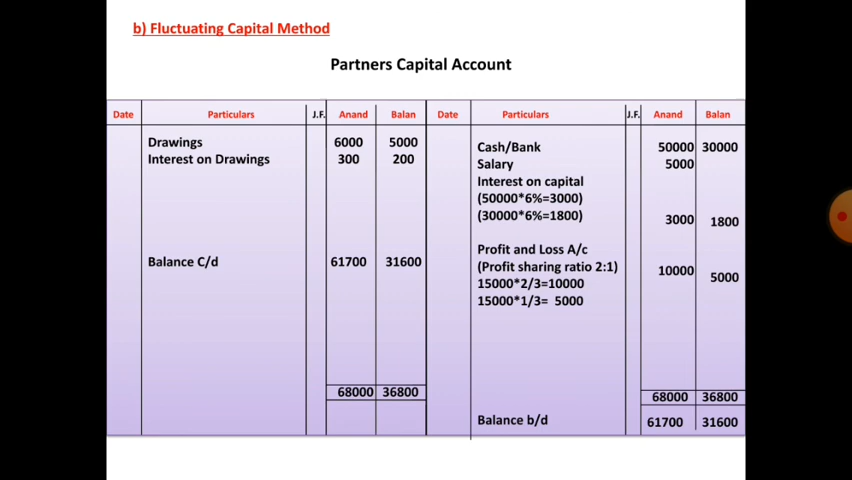 b) Fluctuating Capital Method
Partners Capital Account
Date Particulars J.F. Anand Balan Date Particulars J.F. Anand Balan
Drawings 6000 5000
Interest on Drawings 300 200
Cash/Bank 50000 30000
Salary 5000
Interest on capital
(50000*6%=3000)
(30000*6%=1800)
3000 1800
Profit and Loss A/c
Balance C/d 61700 31600
(Profit sharing ratio 2:1) 10000
15000*2/3=10000 5000
15000*1/3= 5000
68000 36800 68000 36800
Balance b/d 61700 31600